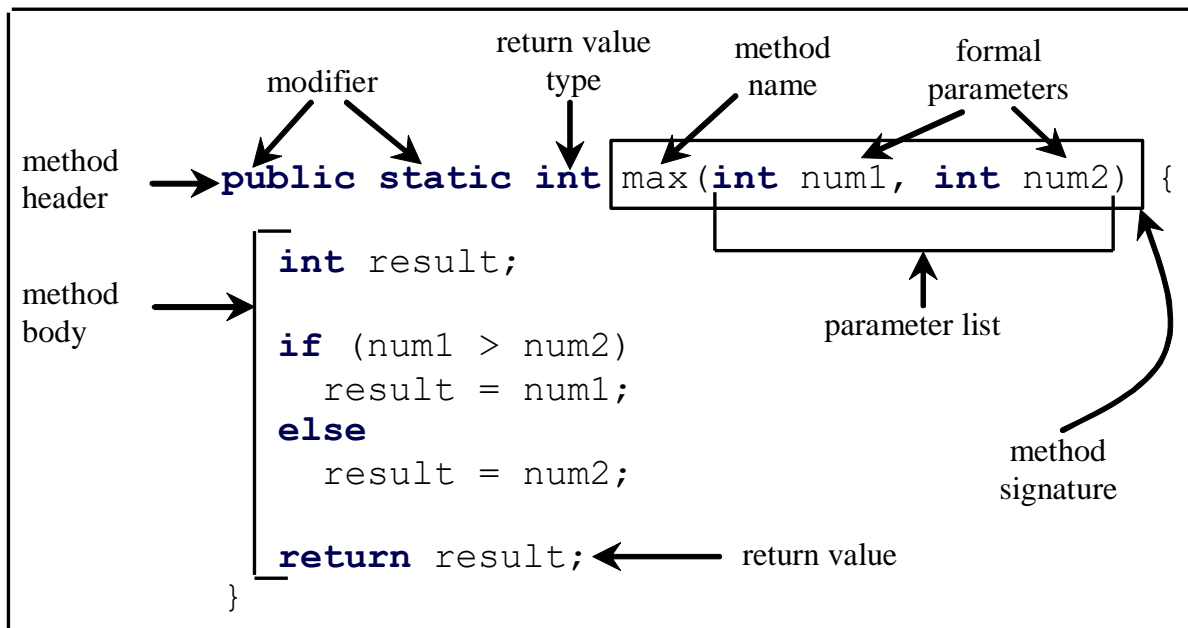 return value
type
method
name
formal
parameters
modifier
method
header
public static int max(int num1, int num2) {
int result;
method
body
parameter list
if (num1 > num2)
result = num1;
else
result = num2;
method
signature
return result;
return value
}